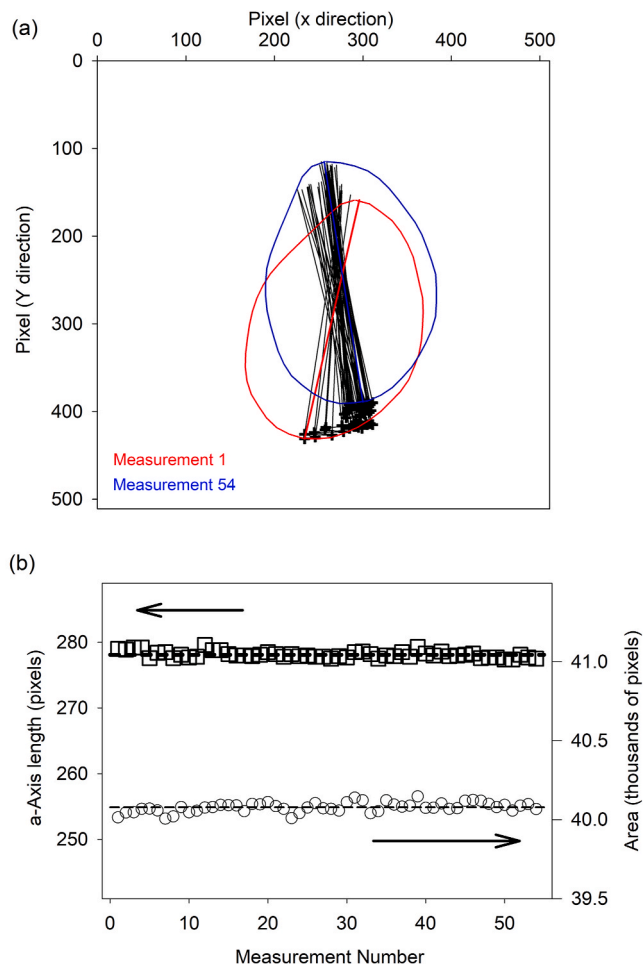 Pixel (x direction)
(a)
0 100 200 300 400 500
0
100
200
300
400
500
Pixel (Y direction)
Measurement 1
Measurement 54
(b)
280
270
260
250
a-Axis length (pixels)
41.0
40.5
40.0
39.5
Area (thousands of pixels)
0 10 20 30 40 50
Measurement Number